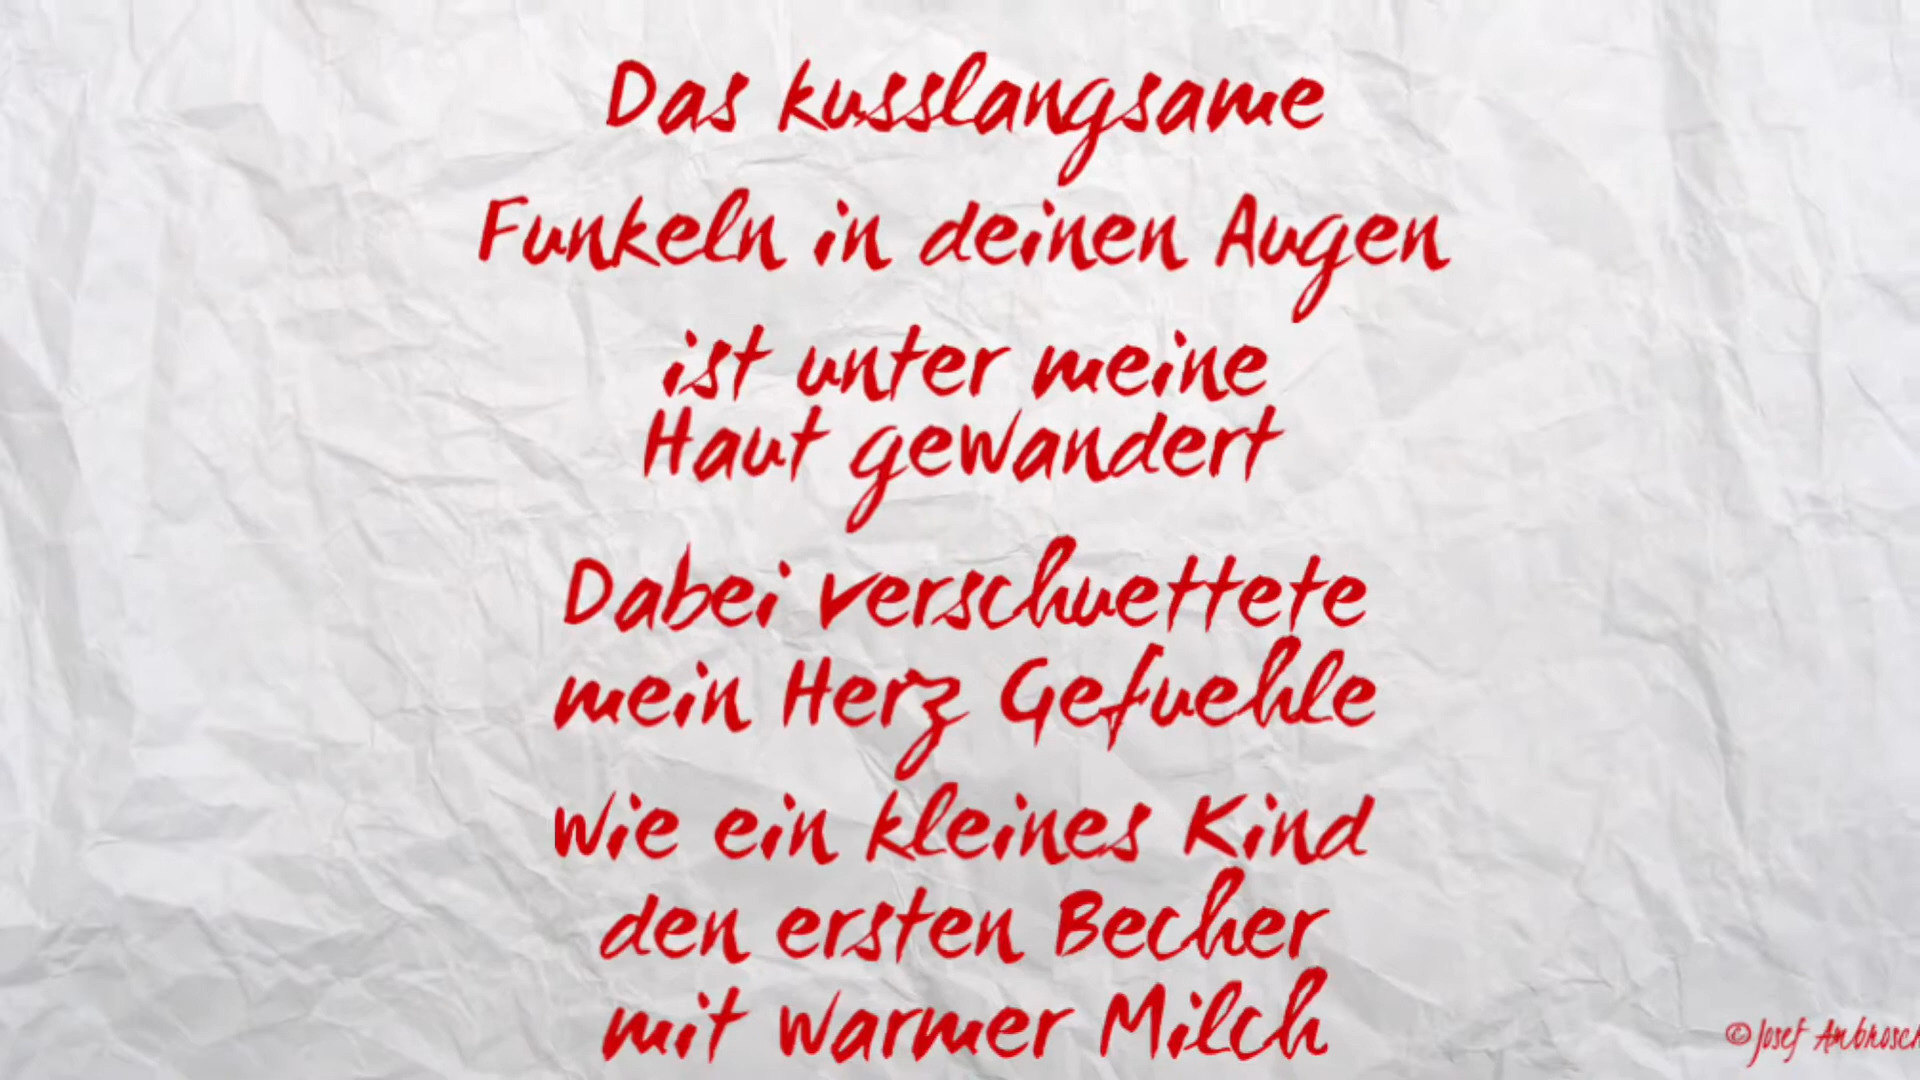 Das kusslangsame
Funkeln in deinen Augen
ist unter meine
Haut gewandert
Dabei verschuettete
mein Herz Gefuehle
wie ein kleines Kind
den ersten Becher
mit warmer Milch
© Josef Ambrosch